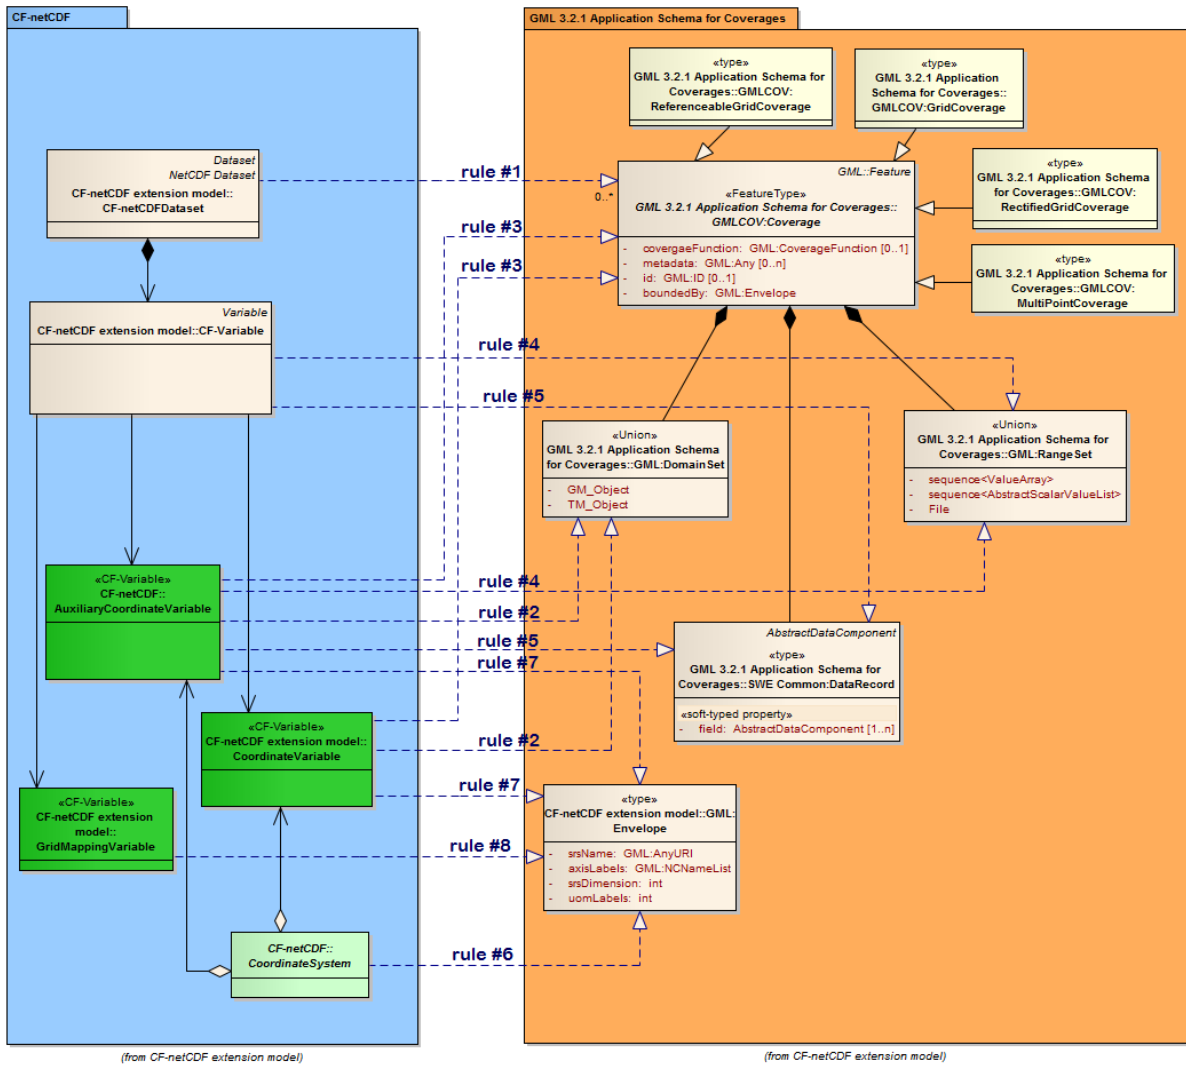 CF-netCDF
Dataset
NetCDF Dataset
CF-netCDF extension model::
CF-netCDFDataset
Variable
CF-netCDF extension model::CF-Variable
«CF-Variable»
CF-netCDF::
AuxiliaryCoordinateVariable
«CF-Variable»
CF-netCDF extension model::
CoordinateVariable
«CF-Variable»
CF-netCDF extension
model::
GridMappingVariable
CF-netCDF::
CoordinateSystem
(from CF-netCDF extension model)
rule #1
rule #3
rule #3
rule #4
rule #5
rule #4
rule #2
rule #5
rule #7
rule #2
rule #7
rule #8
rule #6
GML 3.2.1 Application Schema for Coverages
«type»
GML 3.2.1 Application Schema for
Coverages::GMLCOV:
ReferenceableGridCoverage
«type»
GML 3.2.1 Application
Schema for Coverages::
GMLCOV:GridCoverage
«type»
GML 3.2.1 Application Schema
for Coverages::GMLCOV:
RectifiedGridCoverage
«type»
GML 3.2.1 Application Schema for
Coverages::GMLCOV:
MultiPointCoverage
0..*
GML::Feature
«FeatureType»
GML 3.2.1 Application Schema for Coverages::
GMLCOV:Coverage
- covergaeFunction: GML:CoverageFunction [0..1]
- metadata: GML:Any [0..n]
- id: GML:ID [0..1]
- boundedBy: GML:Envelope
«Union»
GML 3.2.1 Application Schema
for Coverages::GML:DomainSet
- GM_Object
- TM_Object
«Union»
GML 3.2.1 Application Schema for
Coverages::GML:RangeSet
- sequence<ValueArray>
- sequence<AbstractScalarValueList>
- File
AbstractDataComponent
«type»
GML 3.2.1 Application Schema for
Coverages::SWE Common:DataRecord
«soft-typed property»
- field: AbstractDataComponent [1..n]
«type»
CF-netCDF extension model::GML:
Envelope
- srsName: GML:AnyURI
- axisLabels: GML:NCNameList
- srsDimension: int
- uomLabels: int
(from CF-netCDF extension model)